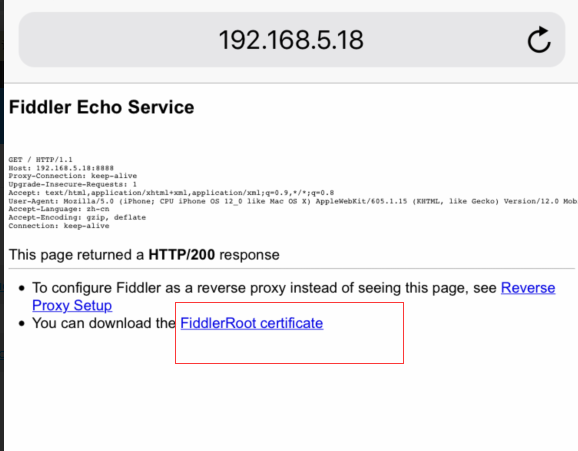 192.168.5.18
Fiddler Echo Service
GET / HTTP/1.1
Host: 192.168.5.18:8888
Proxy-Connection: keep-alive
Upgrade-Insecure-Requests: 1
Accept: text/html,application/xhtml+xml,application/xml;q=0.9,*/*;q=0.8
User-Agent: Mozilla/5.0 (iPhone; CPU iPhone OS 12_0 like Mac OS X) AppleWebKit/605.1.15 (KHTML, like Gecko) Version/12.0 Mob
Accept-Language: zh-cn
Accept-Encoding: gzip, deflate
Connection: keep-alive
This page returned a HTTP/200 response
• To configure Fiddler as a reverse proxy instead of seeing this page, see Reverse
Proxy Setup
• You can download the FiddlerRoot certificate